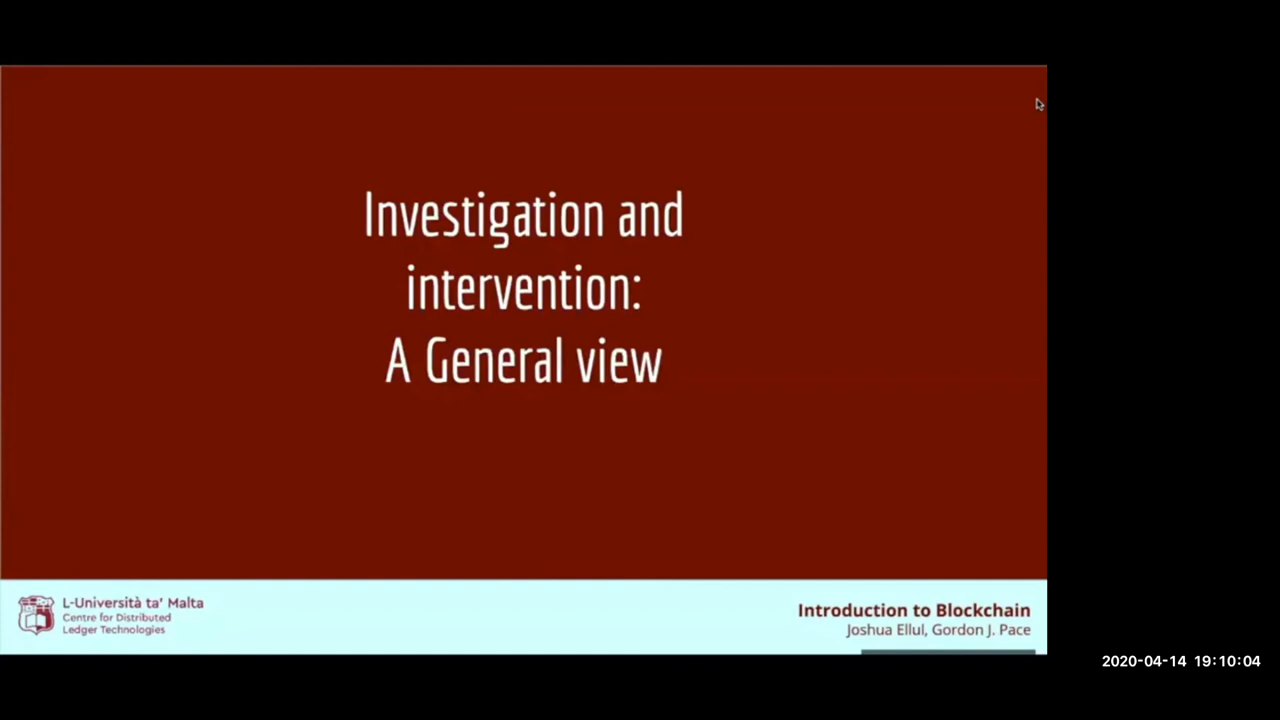 Investigation and
intervention:
A General view
L-Università ta' Malta
Centre for Distributed
Ledger Technologies
Introduction to Blockchain
Joshua Ellul, Gordon J. Pace
2020-04-14 19:10:04